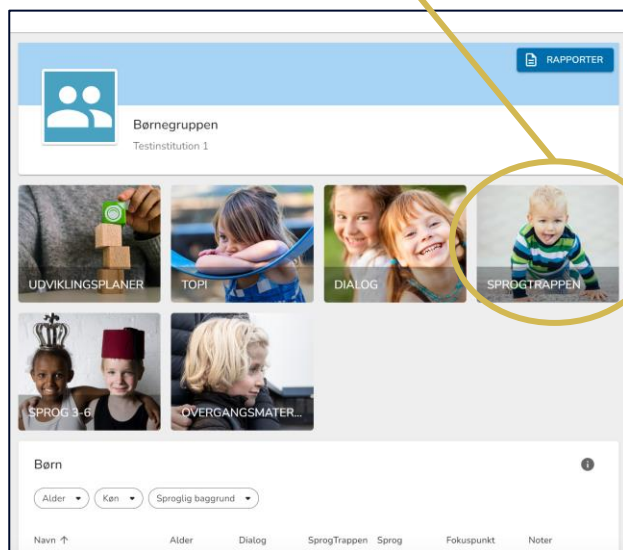 RAPPORTER
Børnegruppen
Testinstitution 1
UDVIKLINGSPLANER
TOPI
DIALOG
SPROGTRAPPEN
SPROG 3-6
OVERGANGSMATER...
Børn
Alder
Køn
Sproglig baggrund
Navn ↑ Alder Dialog SprogTrappen Sprog Fokuspunkt Noter